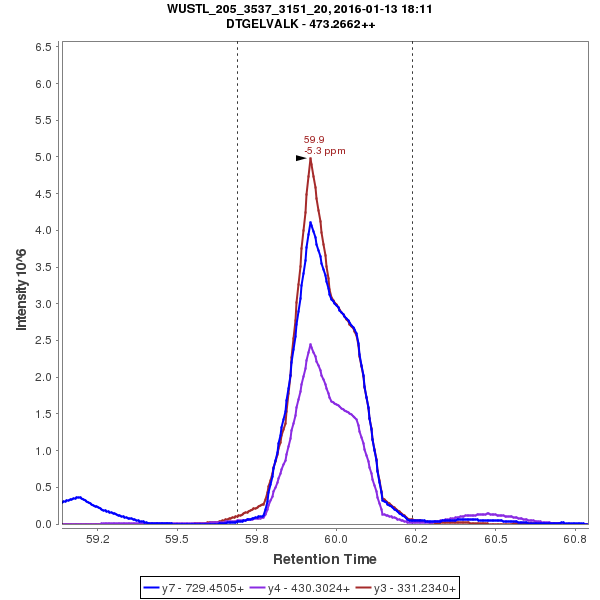 WUSTL_205_3537_3151_20, 2016-01-13 18:11
DTGELVALK - 473.2662++
6.5
6.0
5.5
5.0
4.5
4.0
3.5
3.0
2.5
2.0
1.5
1.0
0.5
0.0
Intensity 10^6
59.9
-5.3 ppm
59.2
59.5
59.8
60.0
60.2
60.5
60.8
Retention Time
y7 - 729.4505+
y4 - 430.3024+
y3 - 331.2340+